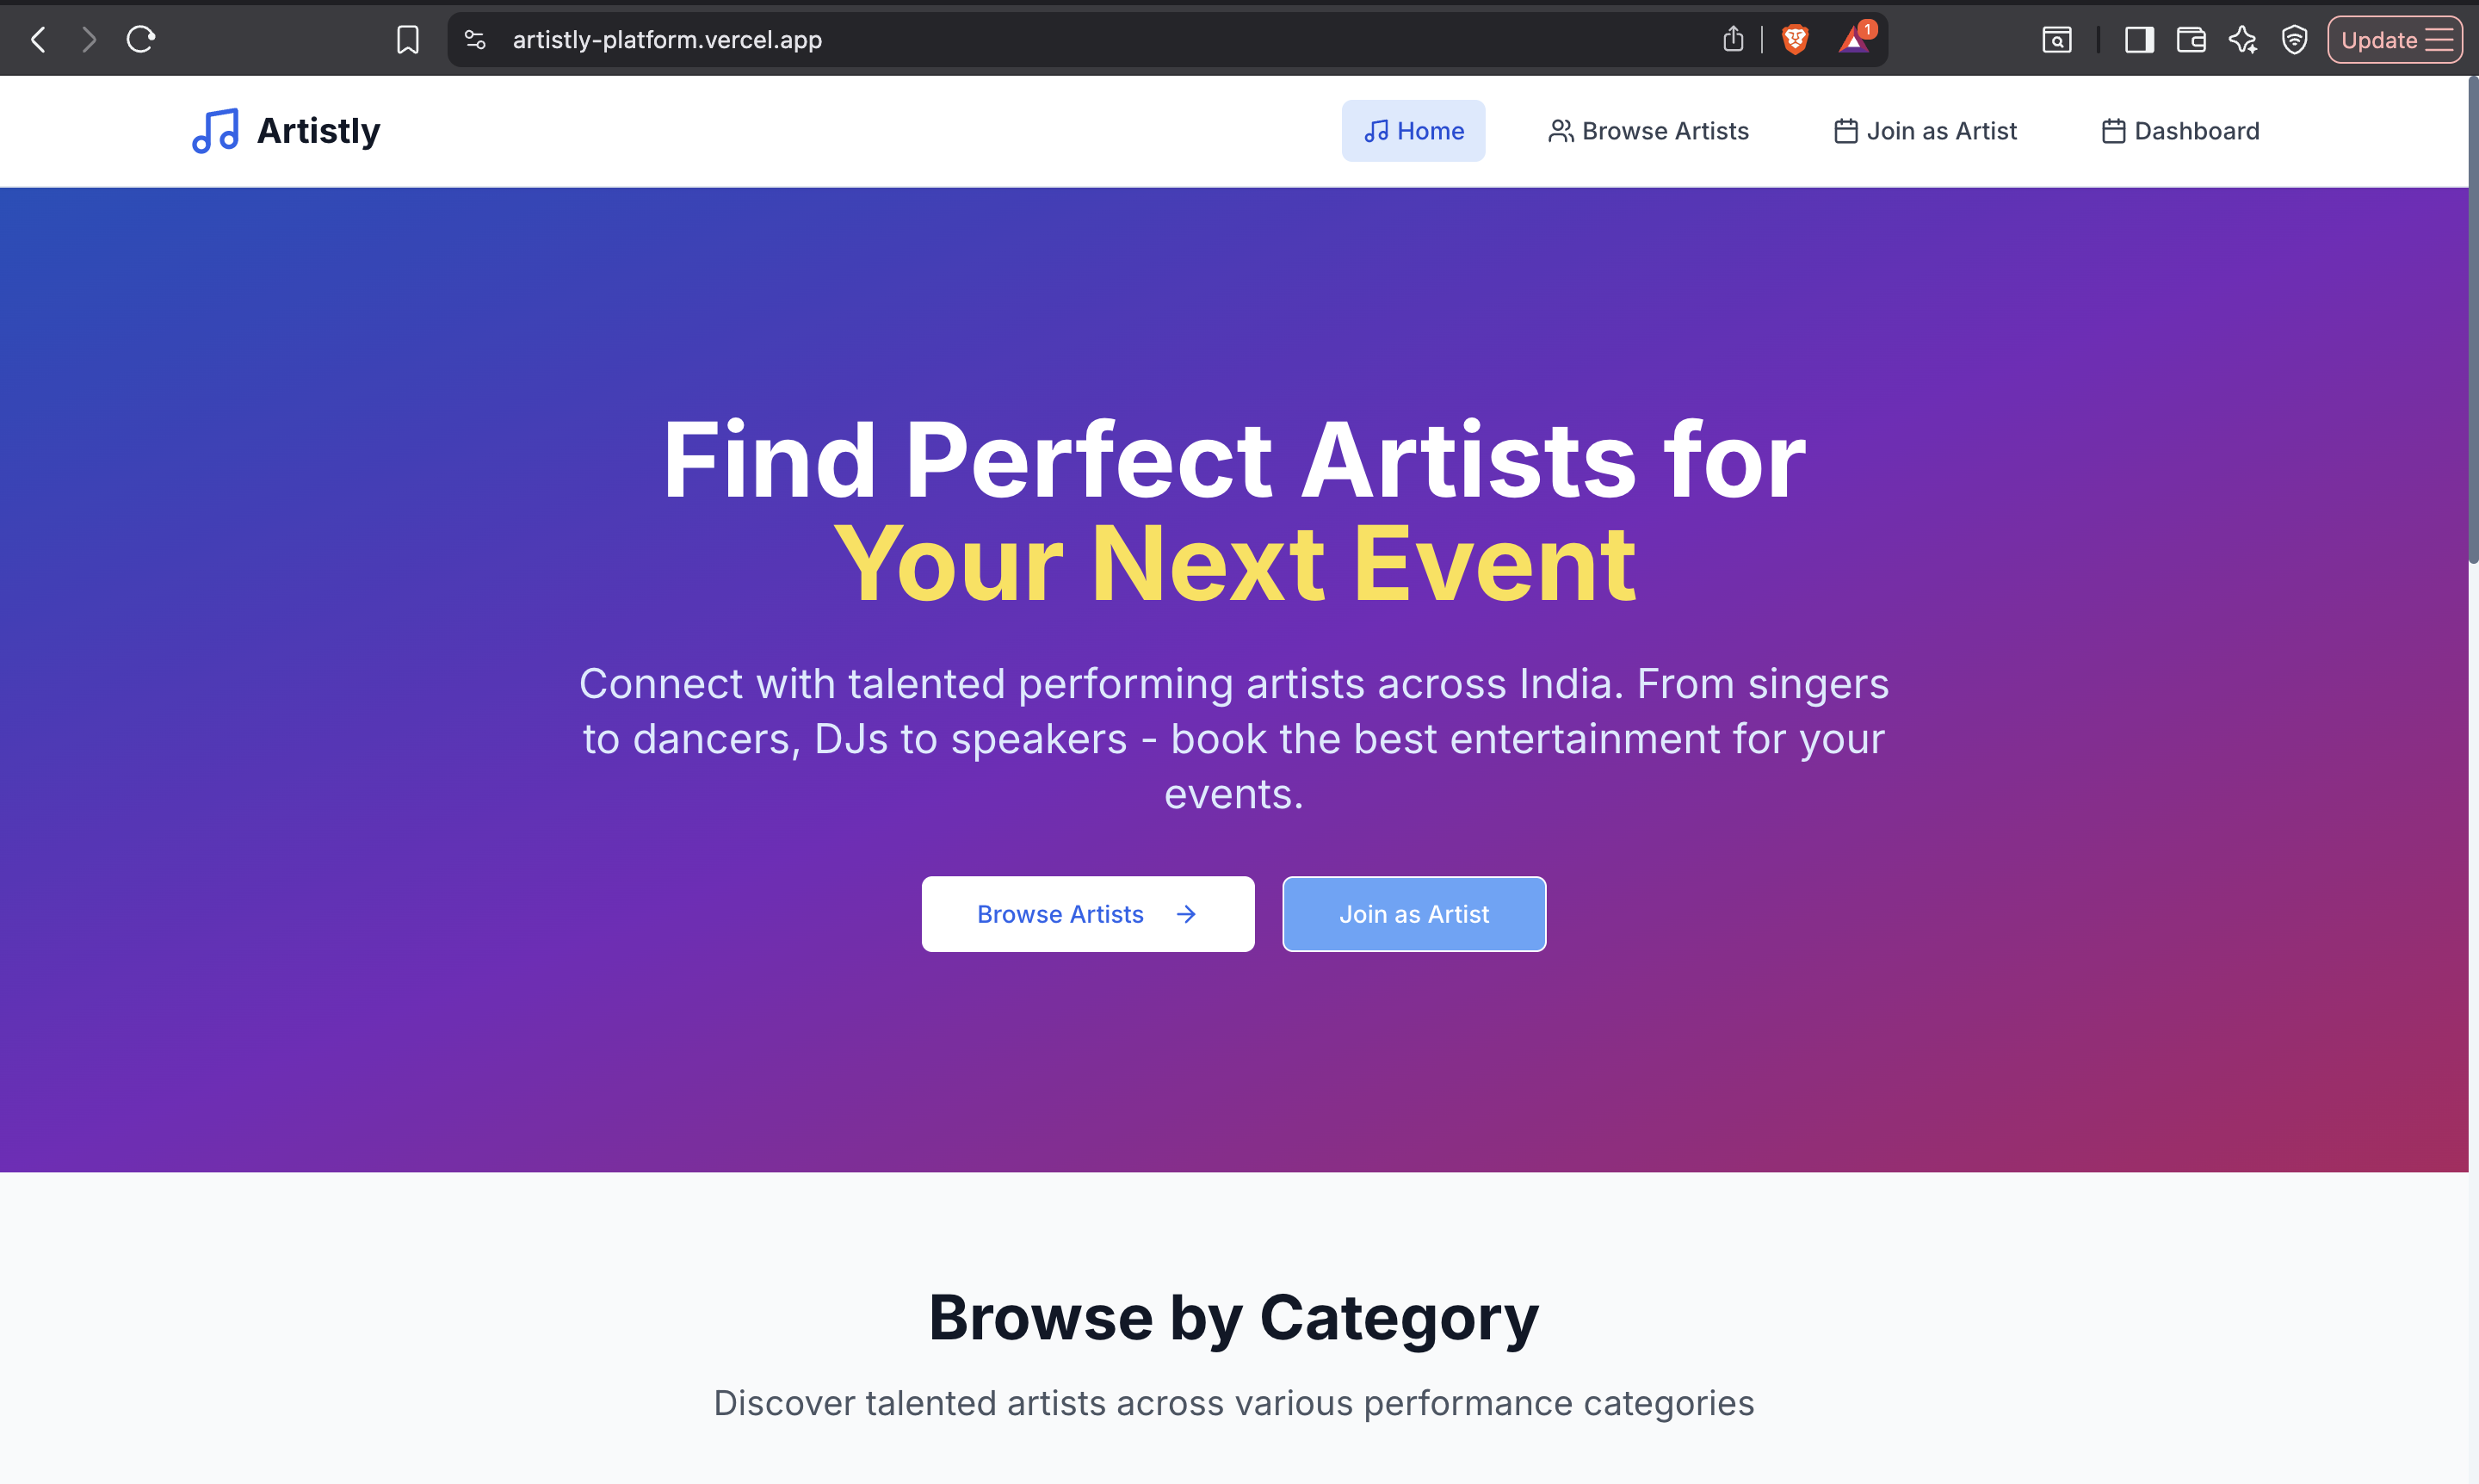 artistly-platform.vercel.app
1
Update
Artistly
Home
Browse Artists
Join as Artist
Dashboard
Find Perfect Artists for
Your Next Event
Connect with talented performing artists across India. From singers
to dancers, DJs to speakers - book the best entertainment for your
events.
Browse Artists
Join as Artist
Browse by Category
Discover talented artists across various performance categories